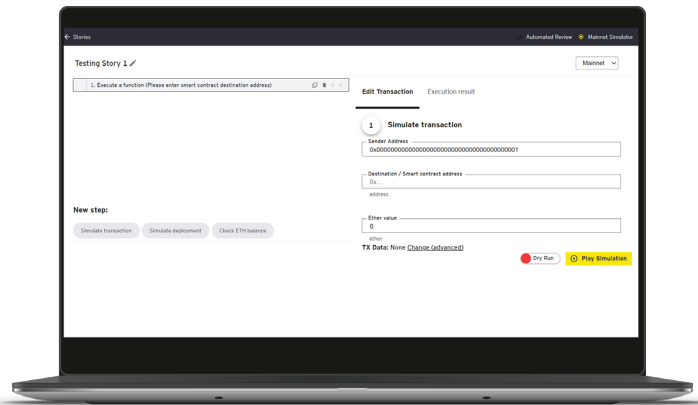 ← Stories
Automated Review
Mainnet Simulator
Testing Story 1
Mainnet
1. Execute a function (Please enter smart contract destination address)
Edit Transaction
Execution result
1 Simulate transaction
Sender Address
0x0000000000000000000000000000000000000001
Destination / Smart contract address
0x...
address
New step:
Simulate transaction
Simulate deployment
Check ETH balance
Ether value
0
ether
TX Data: None Change (advanced)
Dry Run
Play Simulation